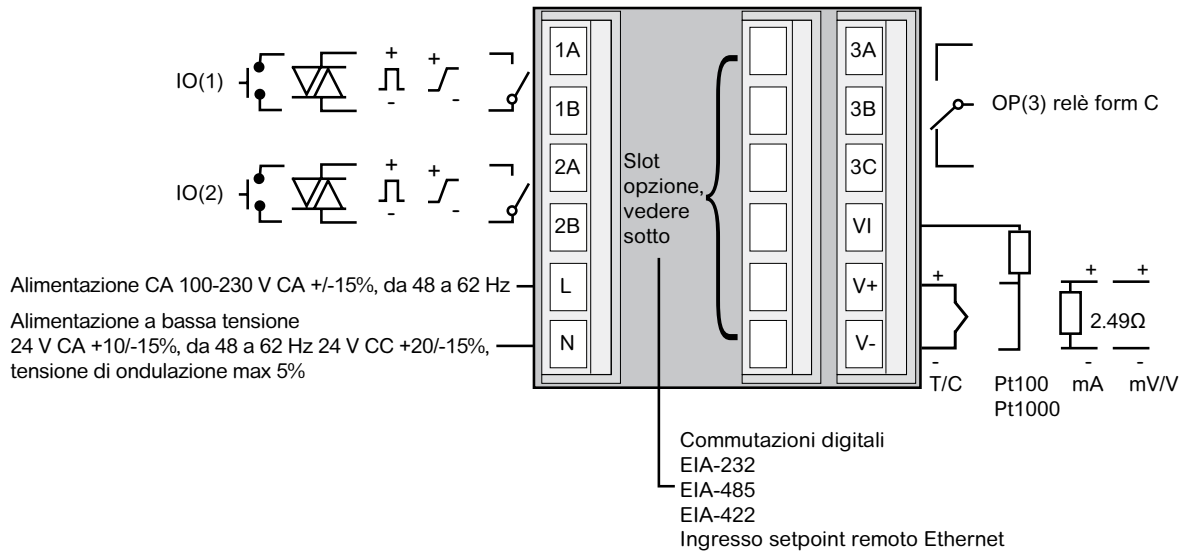 IO(1)
+
-
+
-
1A
1B
IO(2)
+
-
+
-
2A
2B
Alimentazione CA 100-230 V CA +/-15%, da 48 a 62 Hz
L
Alimentazione a bassa tensione
24 V CA +10/-15%, da 48 a 62 Hz 24 V CC +20/-15%,
tensione di ondulazione max 5%
N
Slot
opzione,
vedere
sotto
3A
3B
3C
VI
V+
V-
OP(3) relè form C
+
-
T/C
Pt100
Pt1000
+
2.49Ω
-
mA
+
-
mV/V
Commutazioni digitali
EIA-232
EIA-485
EIA-422
Ingresso setpoint remoto Ethernet